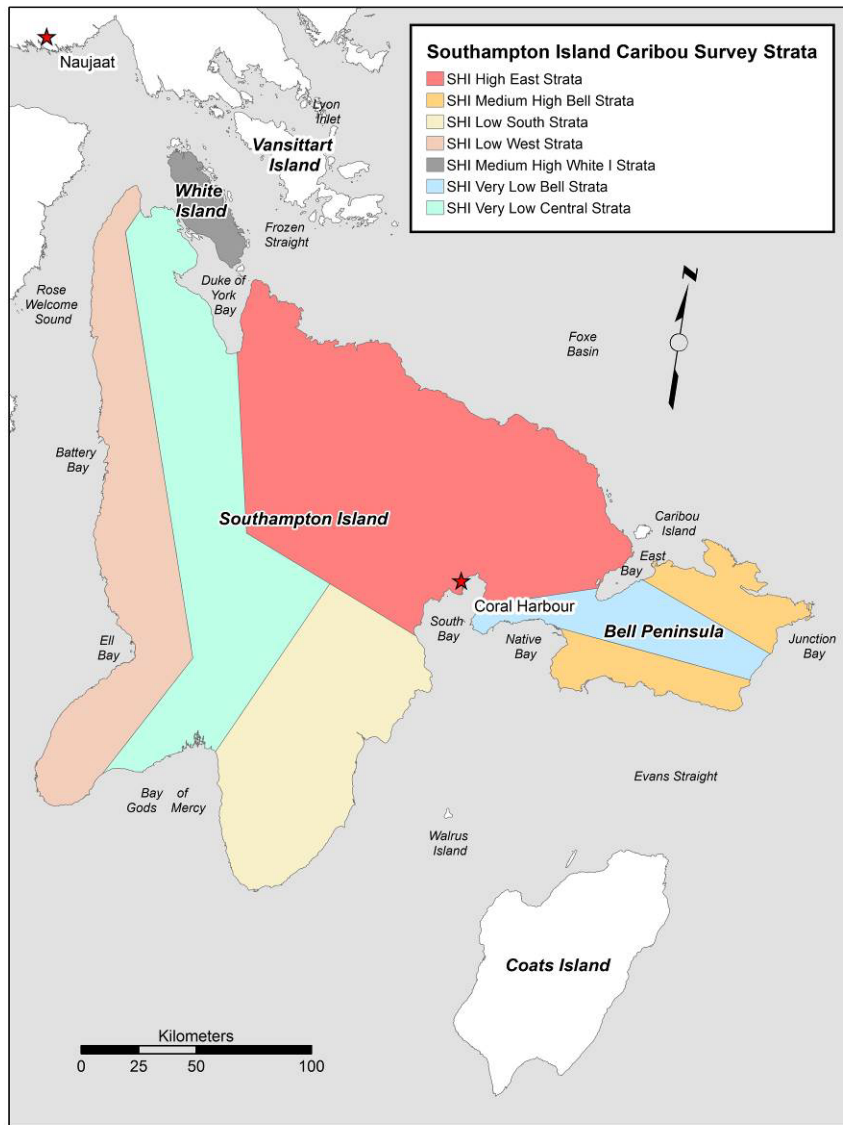 Naujaat
Southampton Island Caribou Survey Strata
SHI High East Strata
SHI Medium High Bell Strata
SHI Low South Strata
SHI Low West Strata
SHI Medium High White I Strata
SHI Very Low Bell Strata
SHI Very Low Central Strata
Lyon
Inlet
Vansittart
Island
White
Island
Frozen
Straight
Duke of
York
Bay
Rose
Welcome
Sound
N
Foxe
Basin
Battery
Bay
Southampton Island
Caribou
Island
East
Bay
Coral Harbour
South
Bay
Native
Bay
Bell Peninsula
Junction
Bay
Ell
Bay
Bay of
Gods Mercy
Evans Straight
Walrus
Island
Coats Island
Kilometers
0 25 50 100